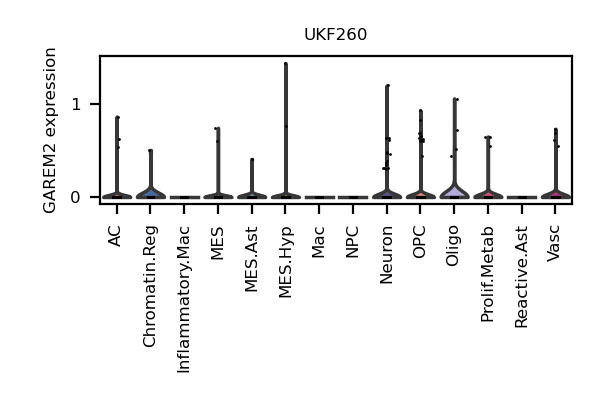 UKF260
GAREM2 expression
1
0
AC
Chromatin.Reg
Inflammatory.Mac
MES
MES.Ast
MES.Hyp
Mac
NPC
Neuron
OPC
Oligo
Prolif.Metab
Reactive.Ast
Vasc